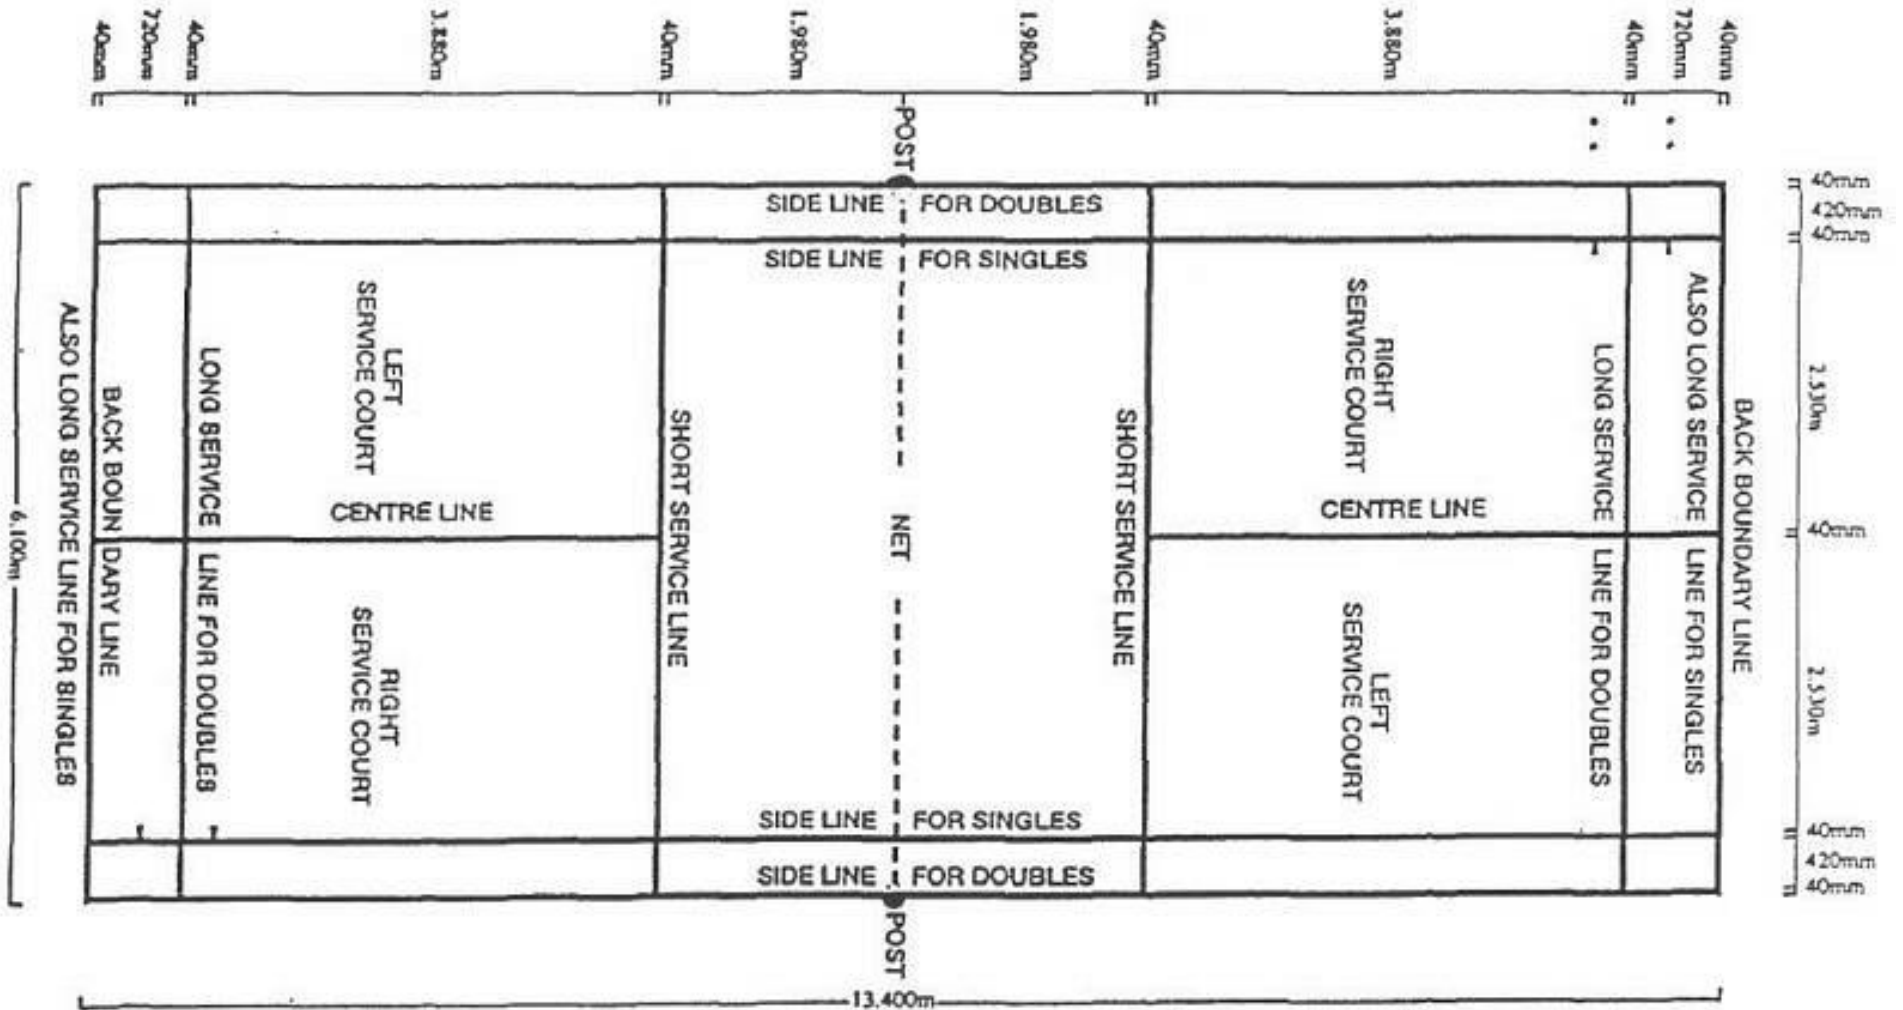 40mm
720mm
40mm
3.880m
40mm
1.980m
1.980m
40mm
3.880m
40mm
720mm
40mm
POST
SIDE LINE FOR DOUBLES
SIDE LINE FOR SINGLES
40mm
420mm
40mm
2.530m
40mm
2.530m
40mm
420mm
40mm
6.100m
ALSO LONG SERVICE LINE FOR SINGLES
BACK BOUN DARY LINE
LONG SERVICE LINE FOR DOUBLES
LEFT
SERVICE COURT
CENTRE LINE
RIGHT
SERVICE COURT
SHORT SERVICE LINE
NET
SHORT SERVICE LINE
RIGHT
SERVICE COURT
CENTRE LINE
LEFT
SERVICE COURT
LONG SERVICE LINE FOR DOUBLES
ALSO LONG SERVICE LINE FOR SINGLES
BACK BOUNDARY LINE
SIDE LINE FOR SINGLES
SIDE LINE FOR DOUBLES
POST
13.400m